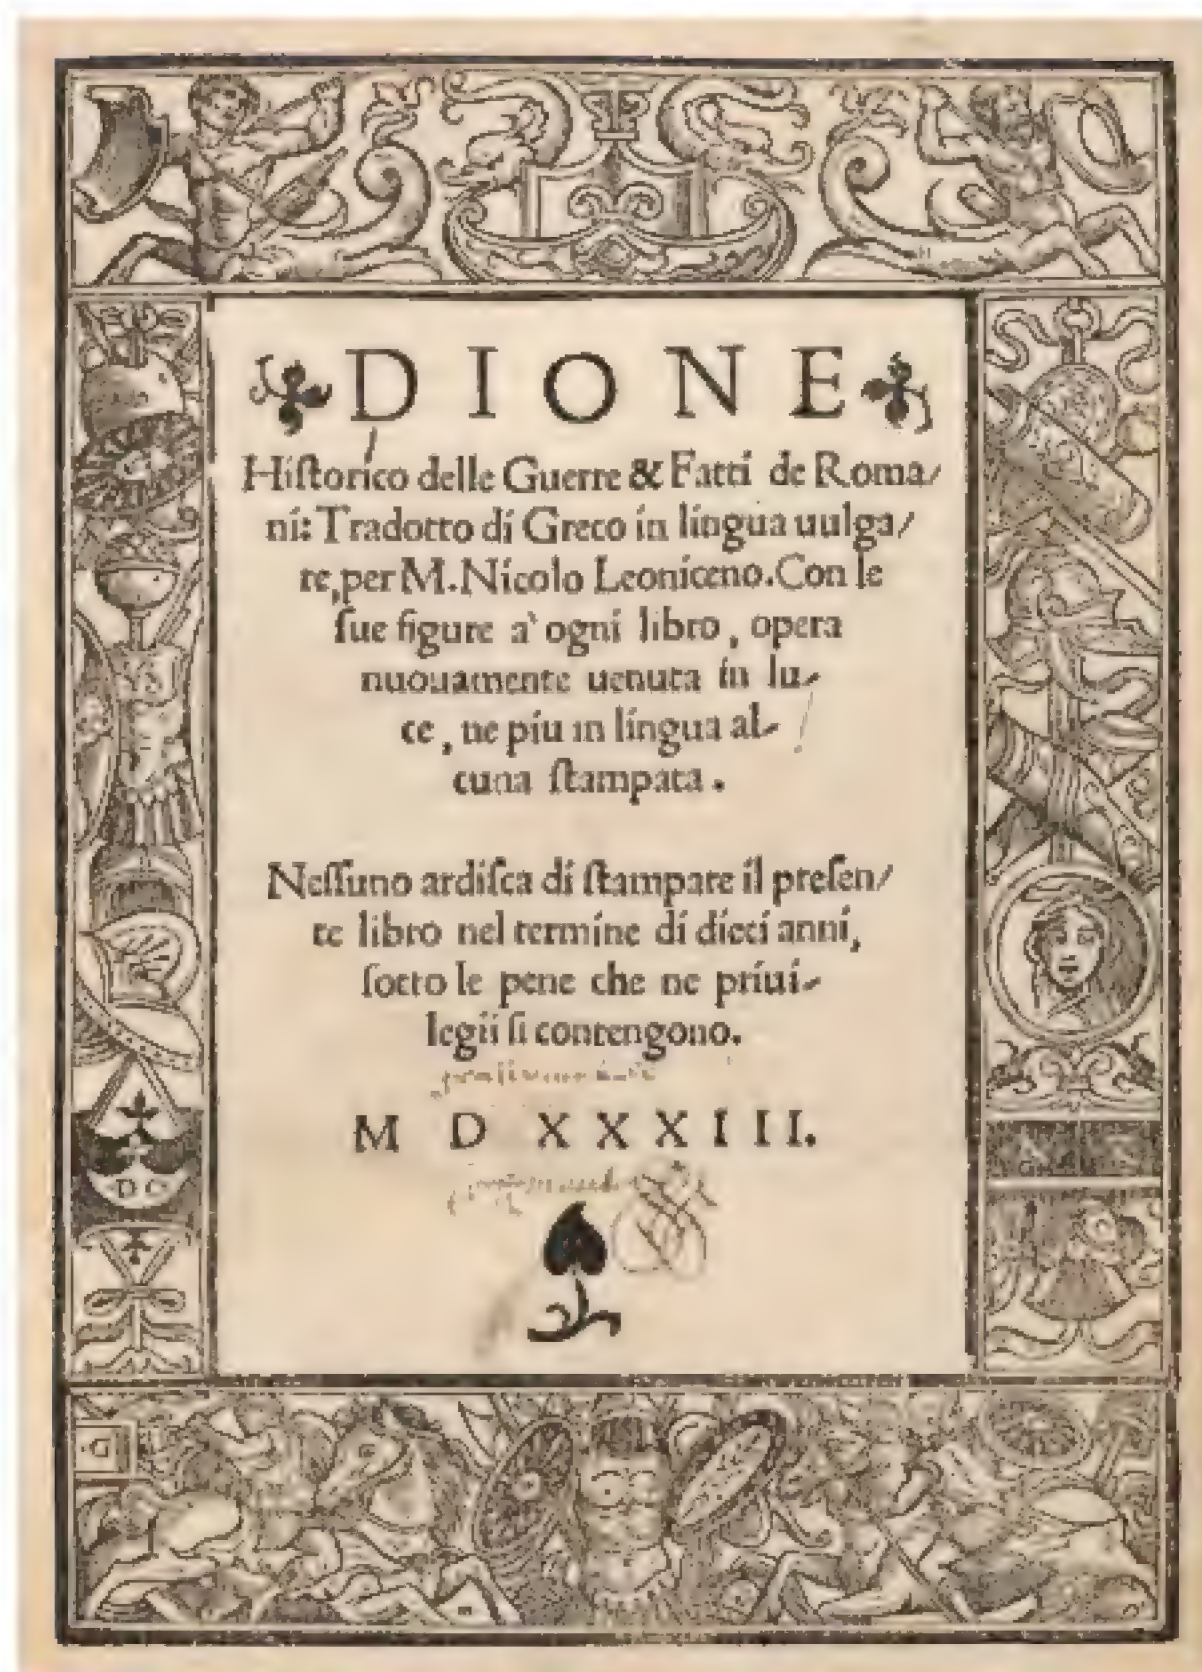 DIONE
Hiſtorico delle Guerre & Fatti de Roma/
ni: Tradotto di Greco in lingua uulga/
re, per M. Nicolo Leoniceno. Con le
ſue figure a' ogni libro, opera
nuouamente uenuta in lu-
ce, ne piu in lingua al-
cuna ſtampata.
Neſſuno ardiſca di ſtampare il preſen/
te libro nel termine di dieci anni,
ſotto le pene che ne priui-
legii ſi contengono.
M D XXXIII.
D C
G